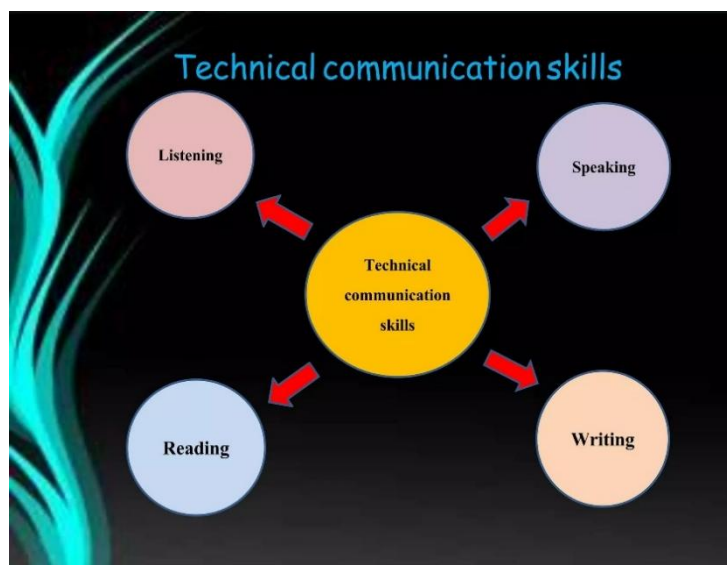 Technical communication skills
Listening
Speaking
Technical
communication
skills
Reading
Writing